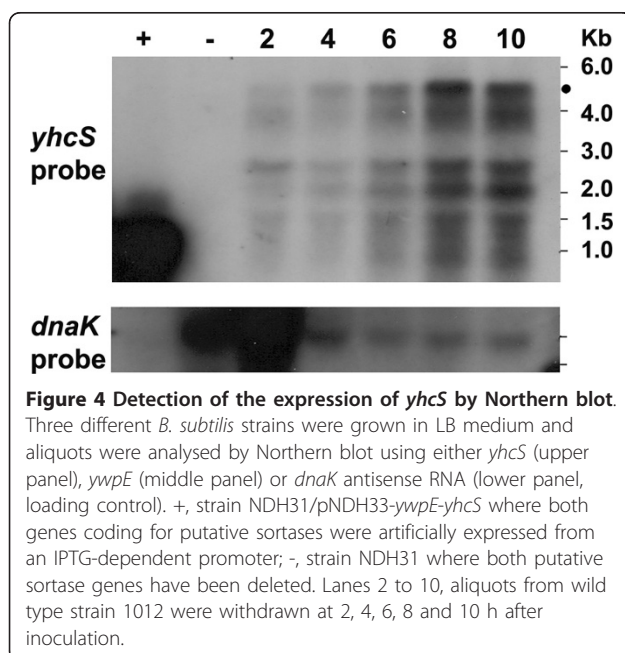 + - 2 4 6 8 10 Kb
6.0
yhcS probe
4.0
3.0
2.0
1.5
1.0
dnaK probe
Figure 4 Detection of the expression of yhcS by Northern blot.
Three different B. subtilis strains were grown in LB medium and
aliquots were analysed by Northern blot using either yhcS (upper
panel), ywpE (middle panel) or dnaK antisense RNA (lower panel,
loading control). +, strain NDH31/pNDH33-ywpE-yhcS where both
genes coding for putative sortases were artificially expressed from
an IPTG-dependent promoter; -, strain NDH31 where both putative
sortase genes have been deleted. Lanes 2 to 10, aliquots from wild
type strain 1012 were withdrawn at 2, 4, 6, 8 and 10 h after
inoculation.